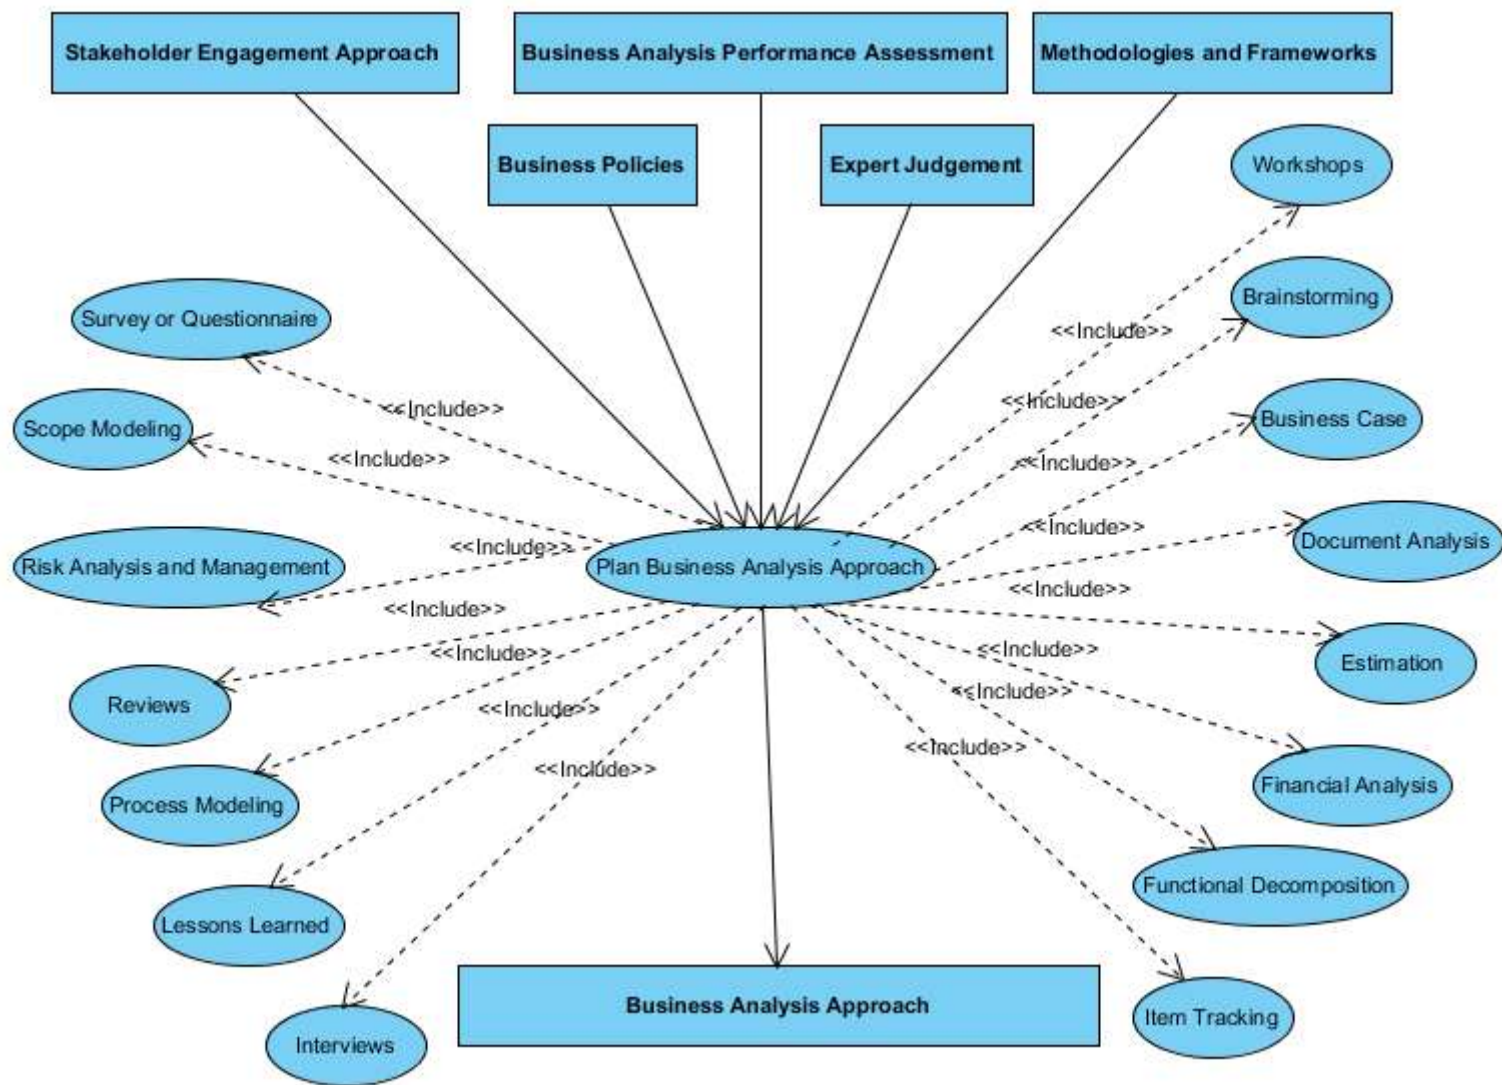 Stakeholder Engagement Approach
Business Analysis Performance Assessment
Methodologies and Frameworks
Business Policies
Expert Judgement
Workshops
Brainstorming
Survey or Questionnaire
<<Include>>
<<Include>>
<<Include>>
Scope Modeling
Business Case
<<Include>>
<<Include>>
<<Include>>
Document Analysis
<<Include>>
Risk Analysis and Management
Plan Business Analysis Approach
<<Include>>
<<Include>>
<<Include>>
<<Include>>
Estimation
<<Include>>
Reviews
<<Include>>
<<Include>>
<<Include>>
Financial Analysis
Process Modeling
Functional Decomposition
Lessons Learned
Business Analysis Approach
Item Tracking
Interviews